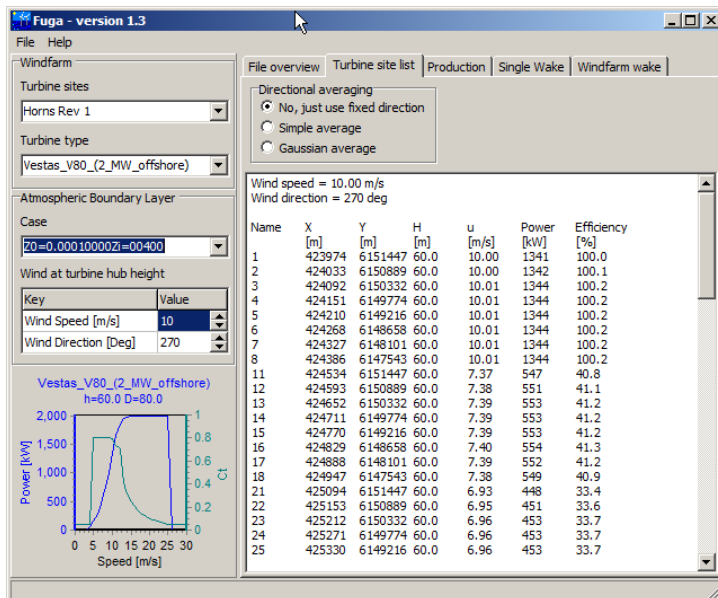 Fuga - version 1.3
File Help
Windfarm
Turbine sites
Horns Rev 1
Turbine type
Vestas_V80_(2_MW_offshore)
Atmospheric Boundary Layer
Case
Z0=0.00010000Zi=00400
Wind at turbine hub height
Key Value
Wind Speed [m/s] 10
Wind Direction [Deg] 270
Vestas_V80_(2_MW_offshore)
h=60.0 D=80.0
2,000 1
1,500 0.8
0.6
1,000
0.4
500
0.2
0 0
Power [kW]
Ct
0 5 10 15 20 25 30
Speed [m/s]
File overview Turbine site list Production Single Wake Windfarm wake
Directional averaging
No, just use fixed direction
Simple average
Gaussian average
Wind speed = 10.00 m/s
Wind direction = 270 deg
Name X Y H u Power Efficiency
[m] [m] [m] [m/s] [kW] [%]
1 423974 6151447 60.0 10.00 1341 100.0
2 424033 6150889 60.0 10.00 1342 100.1
3 424092 6150332 60.0 10.01 1344 100.2
4 424151 6149774 60.0 10.01 1344 100.2
5 424210 6149216 60.0 10.01 1344 100.2
6 424268 6148658 60.0 10.01 1344 100.2
7 424327 6148101 60.0 10.01 1344 100.2
8 424386 6147543 60.0 10.01 1344 100.2
11 424534 6151447 60.0 7.37 547 40.8
12 424593 6150889 60.0 7.38 551 41.1
13 424652 6150332 60.0 7.39 553 41.2
14 424711 6149774 60.0 7.39 553 41.2
15 424770 6149216 60.0 7.39 553 41.2
16 424829 6148658 60.0 7.40 554 41.3
17 424888 6148101 60.0 7.39 552 41.2
18 424947 6147543 60.0 7.38 549 40.9
21 425094 6151447 60.0 6.93 448 33.4
22 425153 6150889 60.0 6.95 451 33.6
23 425212 6150332 60.0 6.96 453 33.7
24 425271 6149774 60.0 6.96 453 33.7
25 425330 6149216 60.0 6.96 453 33.7